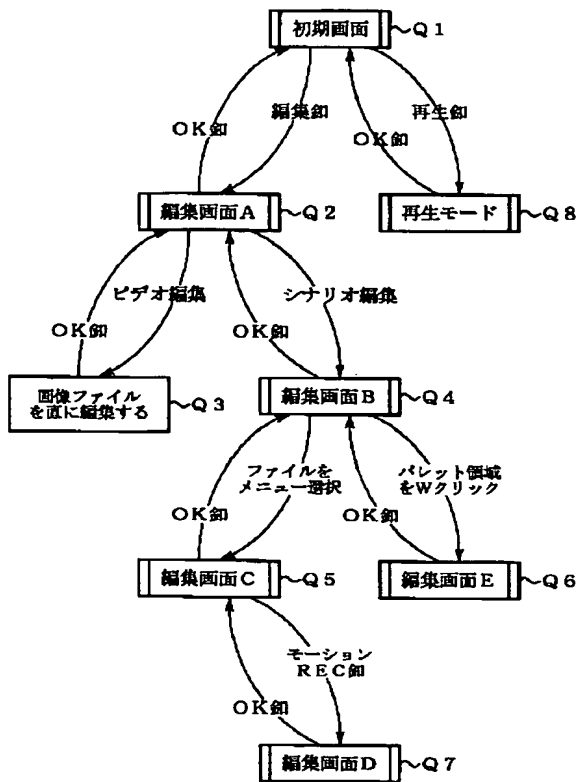 初期画面
Q1
OK釦
編集釦
OK釦
再生釦
編集画面A
Q2
再生モード
Q8
OK釦
ビデオ編集
OK釦
シナリオ編集
画像ファイル
を直に編集する
Q3
編集画面B
Q4
OK釦
ファイルを
メニュー選択
OK釦
パレット領域
をWクリック
編集画面C
Q5
編集画面E
Q6
OK釦
モーション
REC釦
編集画面D
Q7